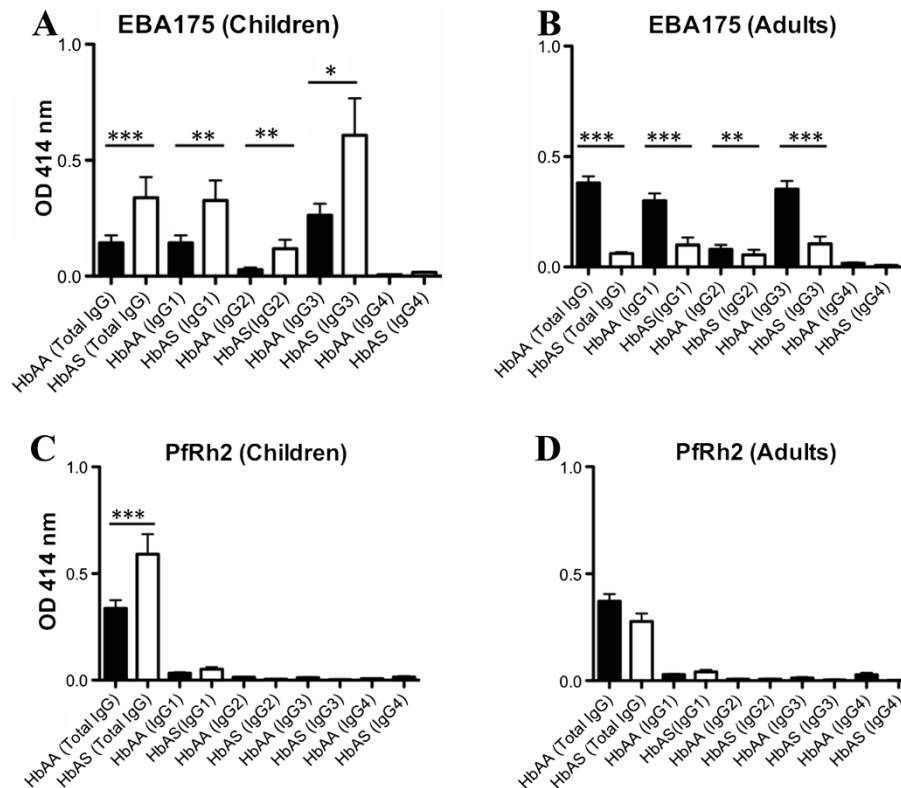 A
EBA175 (Children)
1.0
0.5
0.0
OD 414 nm
***
**
**
*
HbAA (Total IgG)
HbAS (Total IgG)
HbAA (IgG1)
HbAS (IgG1)
HbAA (IgG2)
HbAS(IgG2)
HbAA (IgG3)
HbAS (IgG3)
HbAA (IgG4)
HbAS (IgG4)
B
EBA175 (Adults)
1.0
0.5
0.0
***
***
**
***
HbAA (Total IgG)
HbAS (Total IgG)
HbAA (IgG1)
HbAS(IgG1)
HbAA (IgG2)
HbAS (IgG2)
HbAA (IgG3)
HbAS (IgG3)
HbAA (IgG4)
HbAS (IgG4)
C
PfRh2 (Children)
1.0
0.5
0.0
OD 414 nm
***
HbAA (Total IgG)
HbAS (Total IgG)
HbAA (IgG1)
HbAS(IgG1)
HbAA (IgG2)
HbAS (IgG2)
HbAA (IgG3)
HbAS (IgG3)
HbAA (IgG4)
HbAS (IgG4)
D
PfRh2 (Adults)
1.0
0.5
0.0
HbAA (Total IgG)
HbAS (Total IgG)
HbAA (IgG1)
HbAS(IgG1)
HbAA (IgG2)
HbAS (IgG2)
HbAA (IgG3)
HbAS (IgG3)
HbAA (IgG4)
HbAS (IgG4)